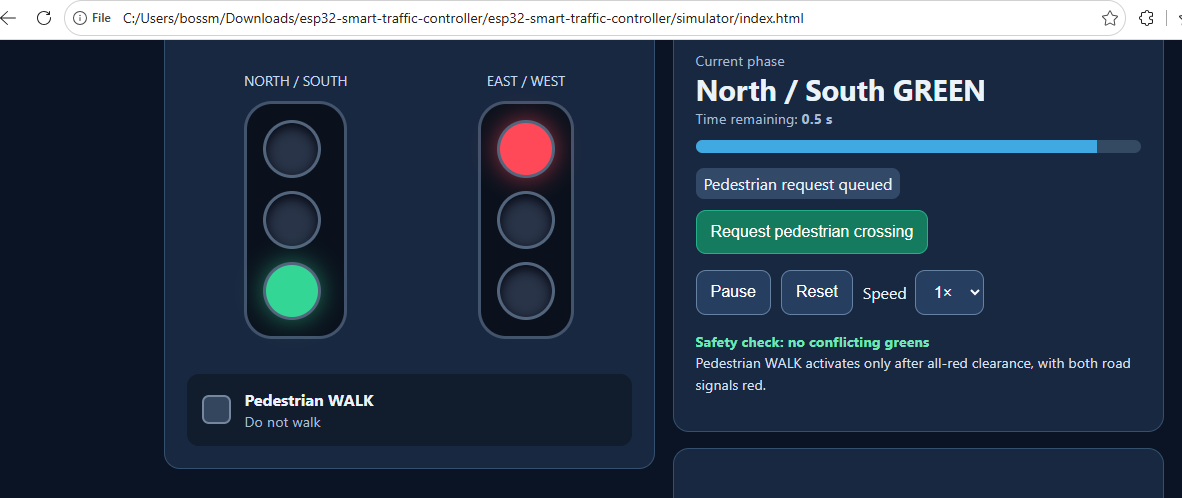 File C:/Users/bossm/Downloads/esp32-smart-traffic-controller/esp32-smart-traffic-controller/simulator/index.html
NORTH / SOUTH
EAST / WEST
Pedestrian WALK
Do not walk
Current phase
North / South GREEN
Time remaining: 0.5 s
Pedestrian request queued
Request pedestrian crossing
Pause Reset Speed 1×
Safety check: no conflicting greens
Pedestrian WALK activates only after all-red clearance, with both road
signals red.